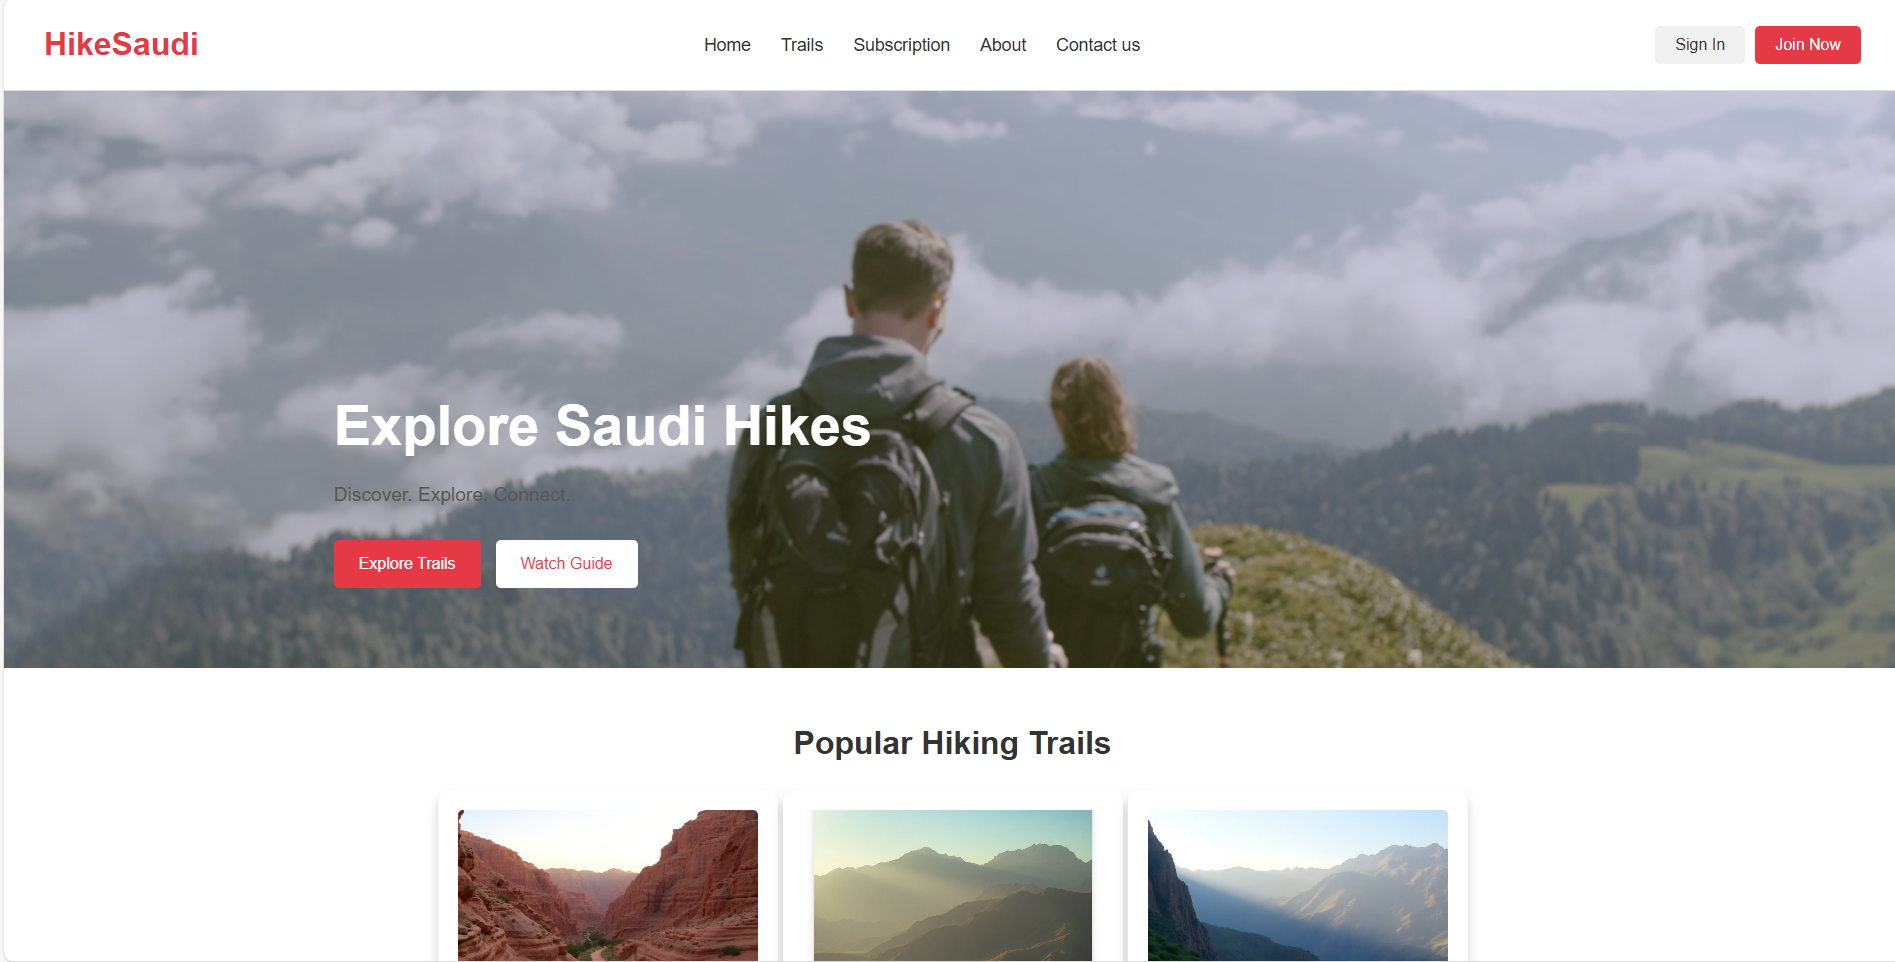 HikeSaudi
Home Trails Subscription About Contact us
Sign In Join Now
Explore Saudi Hikes
Discover. Explore. Connect.
Explore Trails Watch Guide
Popular Hiking Trails